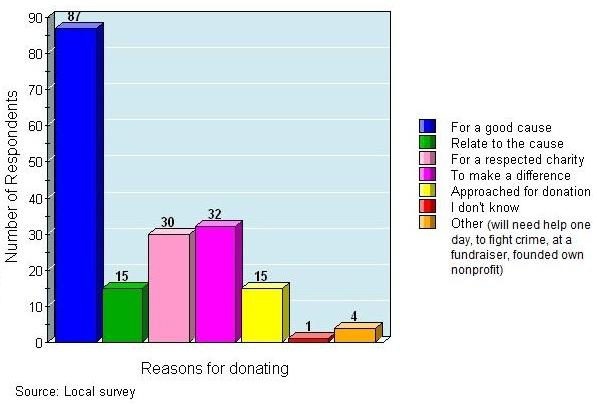 Number of Respondents
90
80
70
60
50
40
30
20
10
0
87
15
30
32
15
1
4
Reasons for donating
For a good cause
Relate to the cause
For a respected charity
To make a difference
Approached for donation
I don't know
Other (will need help one
day, to fight crime, at a
fundraiser, founded own
nonprofit)
Source: Local survey